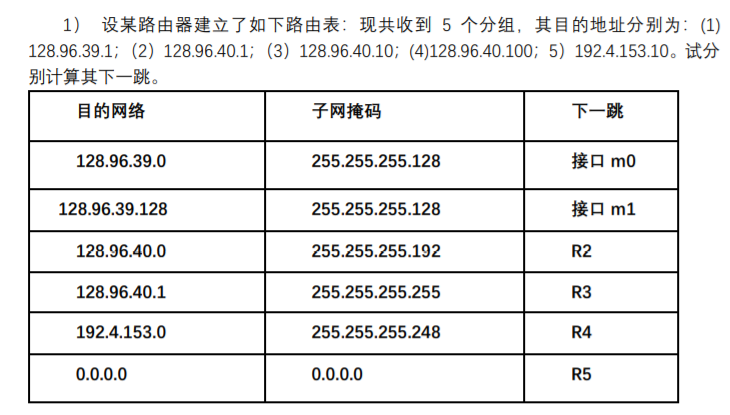 1） 设某路由器建立了如下路由表：现共收到 5 个分组，其目的地址分别为：(1)
128.96.39.1；（2）128.96.40.1；（3）128.96.40.10；(4)128.96.40.100；5）192.4.153.10。试分
别计算其下一跳。
目的网络 子网掩码 下一跳
128.96.39.0 255.255.255.128 接口 m0
128.96.39.128 255.255.255.128 接口 m1
128.96.40.0 255.255.255.192 R2
128.96.40.1 255.255.255.255 R3
192.4.153.0 255.255.255.248 R4
0.0.0.0 0.0.0.0 R5